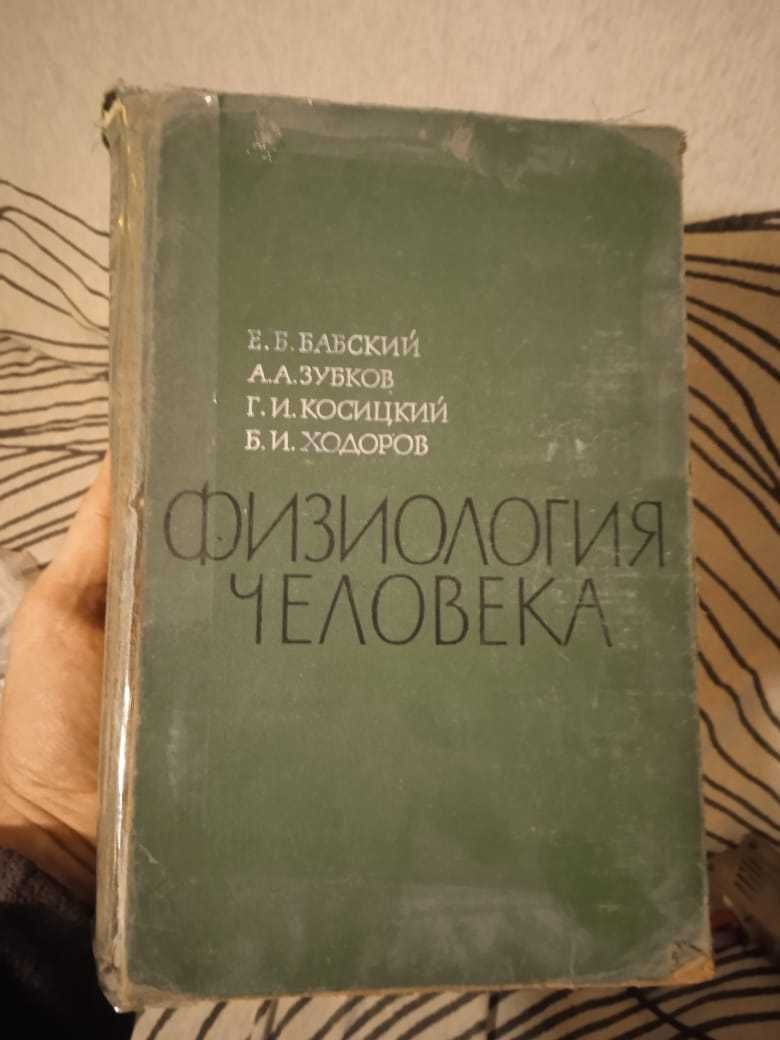 Е. Б. БАБСКИЙ
А. А. ЗУБКОВ
Г. И. КОСИЦКИЙ
Б. И. ХОДОРОВ
ФИЗИОЛОГИЯ
ЧЕЛОВЕКА